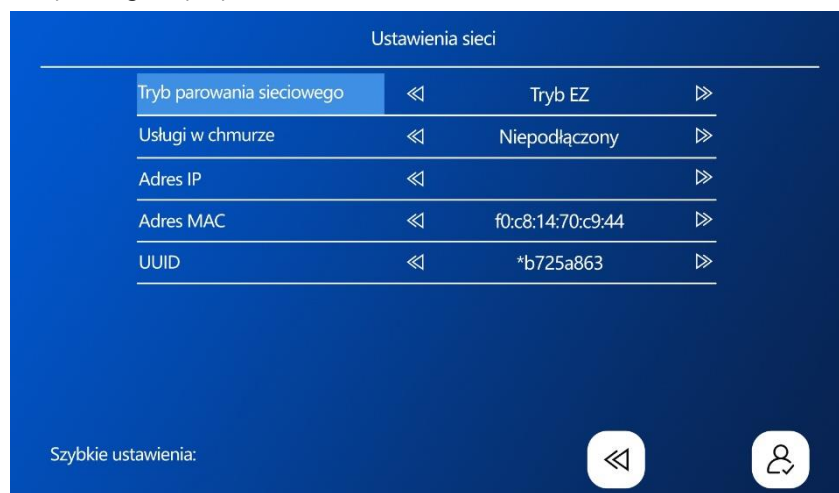 Ustawienia sieci
Tryb parowania sieciowego Tryb EZ
Usługi w chmurze Niepodłączony
Adres IP
Adres MAC f0:c8:14:70:c9:44
UUID *b725a863
Szybkie ustawienia: